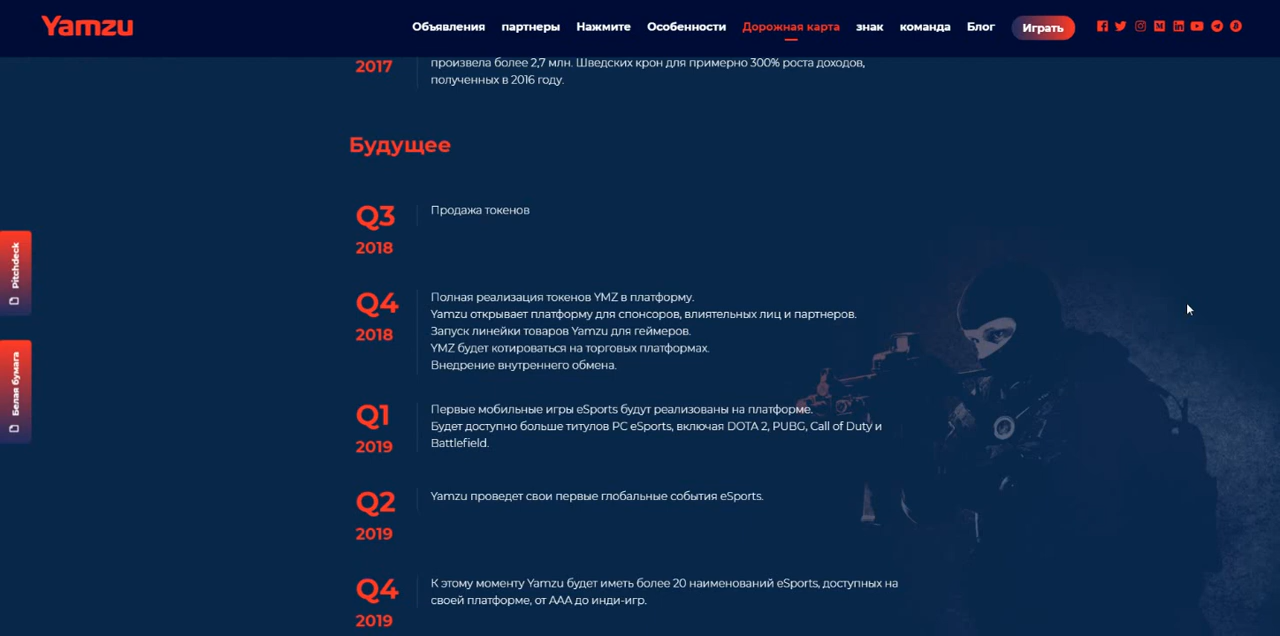 Yamzu
Объявления партнеры Нажмите Особенности Дорожная карта знак команда Блог Играть
2017
произвела более 2,7 млн. Шведских крон для примерно 300% роста доходов,
полученных в 2016 году.
Будущее
Q3
2018
Продажа токенов
Q4
2018
Полная реализация токенов YMZ в платформу.
Yamzu открывает платформу для спонсоров, влиятельных лиц и партнеров.
Запуск линейки товаров Yamzu для геймеров.
YMZ будет котироваться на торговых платформах.
Внедрение внутреннего обмена.
Q1
2019
Первые мобильные игры eSports будут реализованы на платформе.
Будет доступно больше титулов PC eSports, включая DOTA 2, PUBG, Call of Duty и
Battlefield.
Q2
2019
Yamzu проведет свои первые глобальные события eSports.
Q4
2019
К этому моменту Yamzu будет иметь более 20 наименований eSports, доступных на
своей платформе, от AAA до инди-игр.
Pitchdeck
Белая бумага